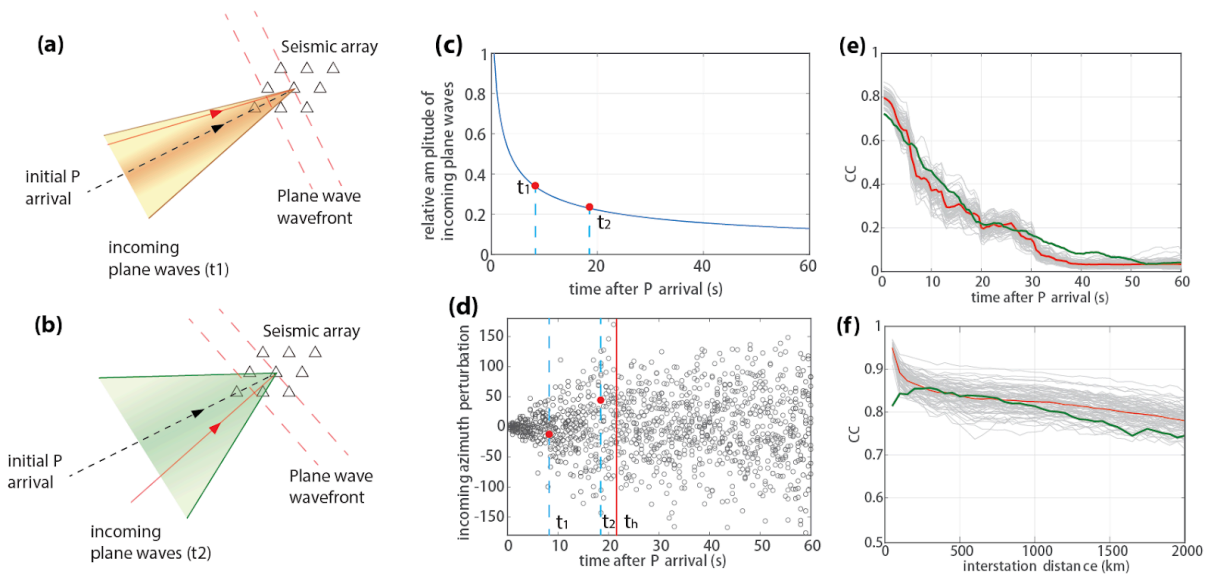 (a)
Seismic array
initial P
arrival
Plane wave
wavefront
incoming
plane waves (t1)
(b)
Seismic array
initial P
arrival
Plane wave
wavefront
incoming
plane waves (t2)
(c)
relative am plitude of
incoming plane waves
1
0.8
0.6
0.4
0.2
0
t1
t2
0
20
40
60
time after P arrival (s)
(d)
incoming azimuth perturbation
150
100
50
0
-50
-100
-150
t1
t2
th
0
10
20
30
40
50
60
time after P arrival (s)
(e)
CC
1
0.8
0.6
0.4
0.2
0
0
10
20
30
40
50
60
time after P arrival (s)
(f)
CC
1
0.9
0.8
0.7
0.9
0.8
0.5
0
500
1000
1500
2000
interstation distance (km)